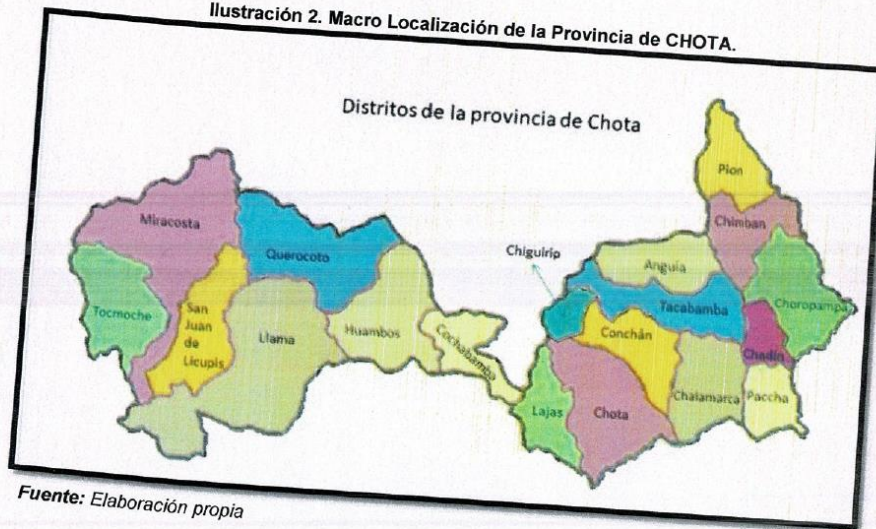 Ilustración 2. Macro Localización de la Provincia de CHOTA.
Distritos de la provincia de Chota
Pion
Miracosta
Chimban
Querocoto
Chiguirip
Anguia
Tocmoche
San
Juan
de
Licupis
Llama
Huambos
Cochabamba
Tacabamba
Choropampa
Conchán
Chadin
Lajas
Chota
Chalamarca
Paccha
Fuente: Elaboración propia